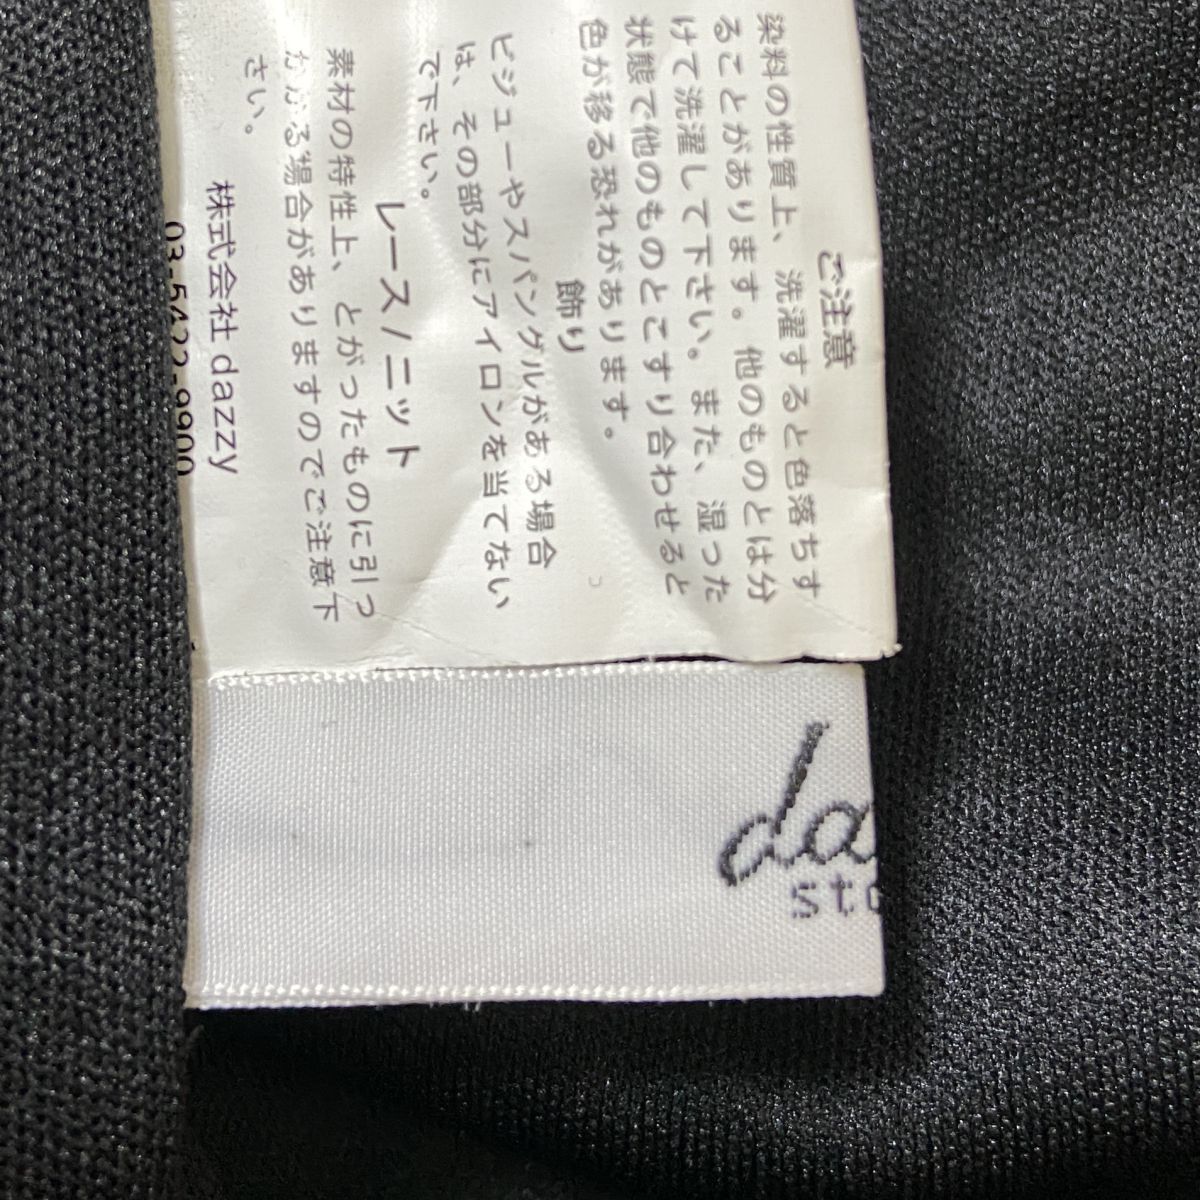 ご注意
染料の性質上、洗濯すると色落ちす
ることがあります。他のものとは分
けて洗濯して下さい。また、湿った
状態で他のものとこすり合わせると
色が移る恐れがあります。
飾り
ビジューやスパングルがある場合
は、その部分にアイロンを当てない
で下さい。
レース/ニット
素材の特性上、とがったものに引っ
かかる場合がありますのでご注意下
さい。
株式会社 dazzy
03-5422-9900
da
sto